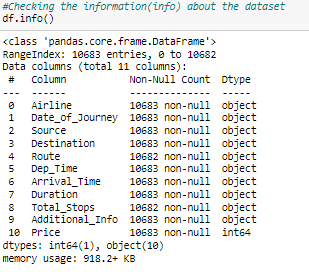 #Checking the information(info) about the dataset
df.info()
<class 'pandas.core.frame.DataFrame'>
RangeIndex: 10683 entries, 0 to 10682
Data columns (total 11 columns):
 #   Column           Non-Null Count  Dtype
---  ------           --------------  -----
 0   Airline          10683 non-null  object
 1   Date_of_Journey  10683 non-null  object
 2   Source           10683 non-null  object
 3   Destination      10683 non-null  object
 4   Route            10682 non-null  object
 5   Dep_Time         10683 non-null  object
 6   Arrival_Time     10683 non-null  object
 7   Duration         10683 non-null  object
 8   Total_Stops      10682 non-null  object
 9   Additional_Info  10683 non-null  object
 10  Price            10683 non-null  int64
dtypes: int64(1), object(10)
memory usage: 918.2+ KB